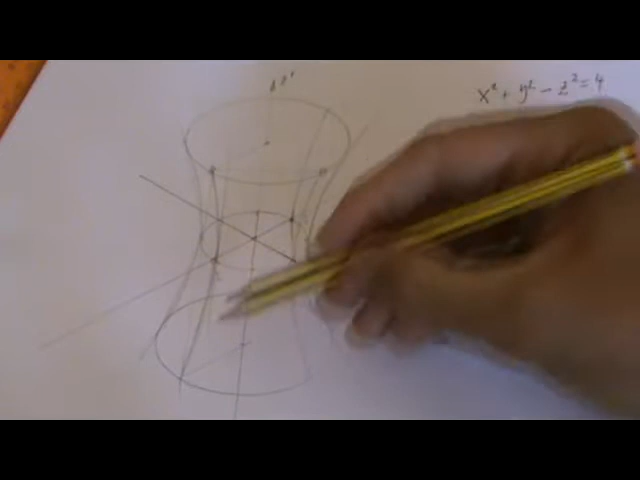 x² + y² - z² = 4